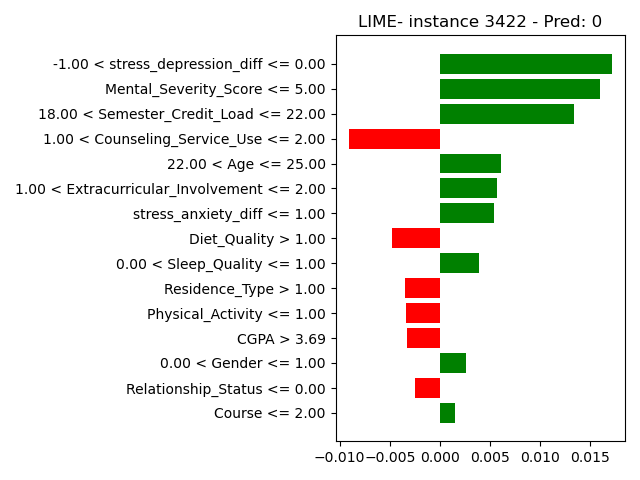 LIME- instance 3422 - Pred: 0
-1.00 < stress_depression_diff <= 0.00
Mental_Severity_Score <= 5.00
18.00 < Semester_Credit_Load <= 22.00
1.00 < Counseling_Service_Use <= 2.00
22.00 < Age <= 25.00
1.00 < Extracurricular_Involvement <= 2.00
stress_anxiety_diff <= 1.00
Diet_Quality > 1.00
0.00 < Sleep_Quality <= 1.00
Residence_Type > 1.00
Physical_Activity <= 1.00
CGPA > 3.69
0.00 < Gender <= 1.00
Relationship_Status <= 0.00
Course <= 2.00
−0.010 −0.005 0.000 0.005 0.010 0.015